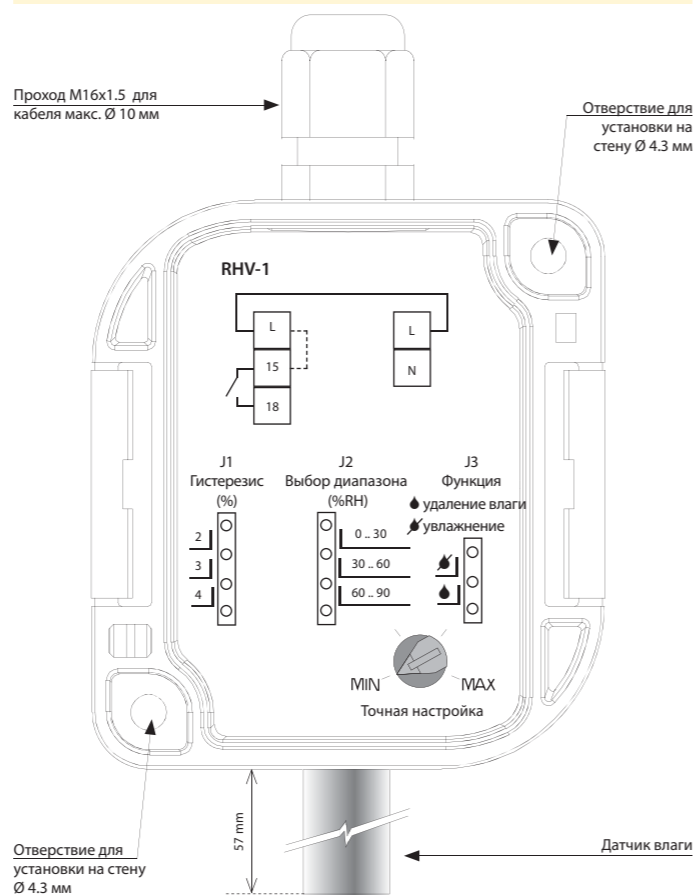 Проход M16x1.5 для
кабеля макс. Ø 10 мм
Отверстие для
установки на
стену Ø 4.3 мм
RHV-1
L
15
18
L
N
J1
Гистерезис
(%)
2
3
4
J2
Выбор диапазона
(%RH)
0 .. 30
30 .. 60
60 .. 90
J3
Функция
удаление влаги
увлажнение
MIN
MAX
Точная настройка
57 mm
Отверстие для
установки на стену
Ø 4.3 мм
Датчик влаги